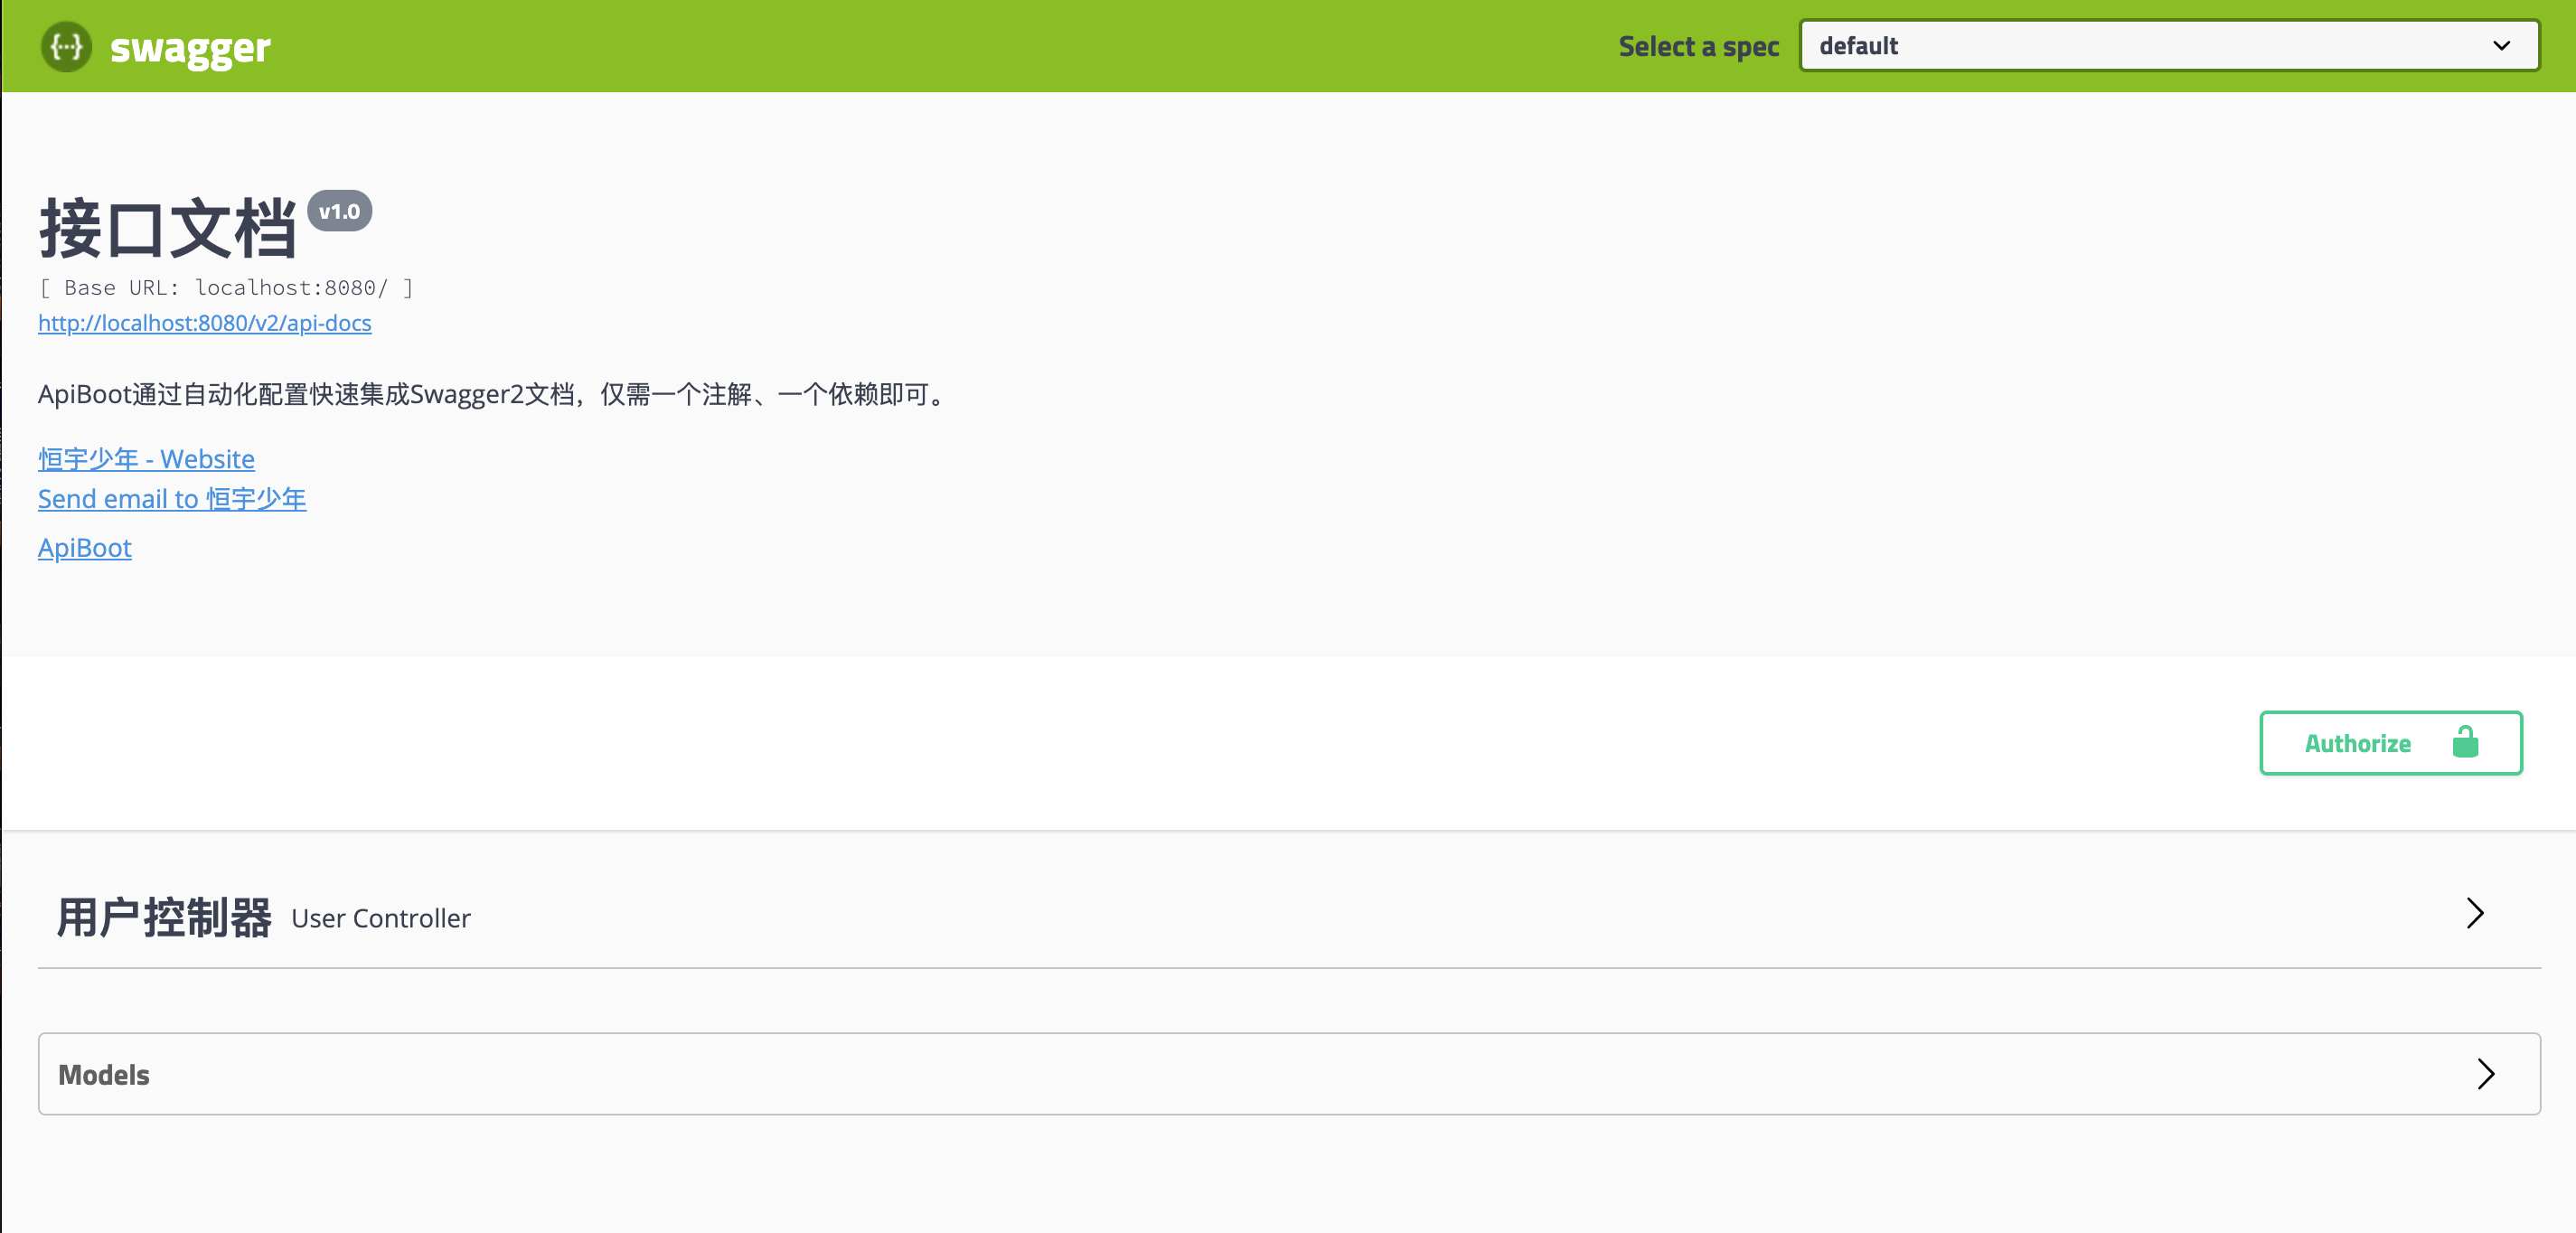 swagger
Select a spec
default
接口文档 v1.0
[ Base URL: localhost:8080/ ]
http://localhost:8080/v2/api-docs
ApiBoot通过自动化配置快速集成Swagger2文档，仅需一个注解、一个依赖即可。
恒宇少年 - Website
Send email to 恒宇少年
ApiBoot
Authorize
用户控制器 User Controller
Models